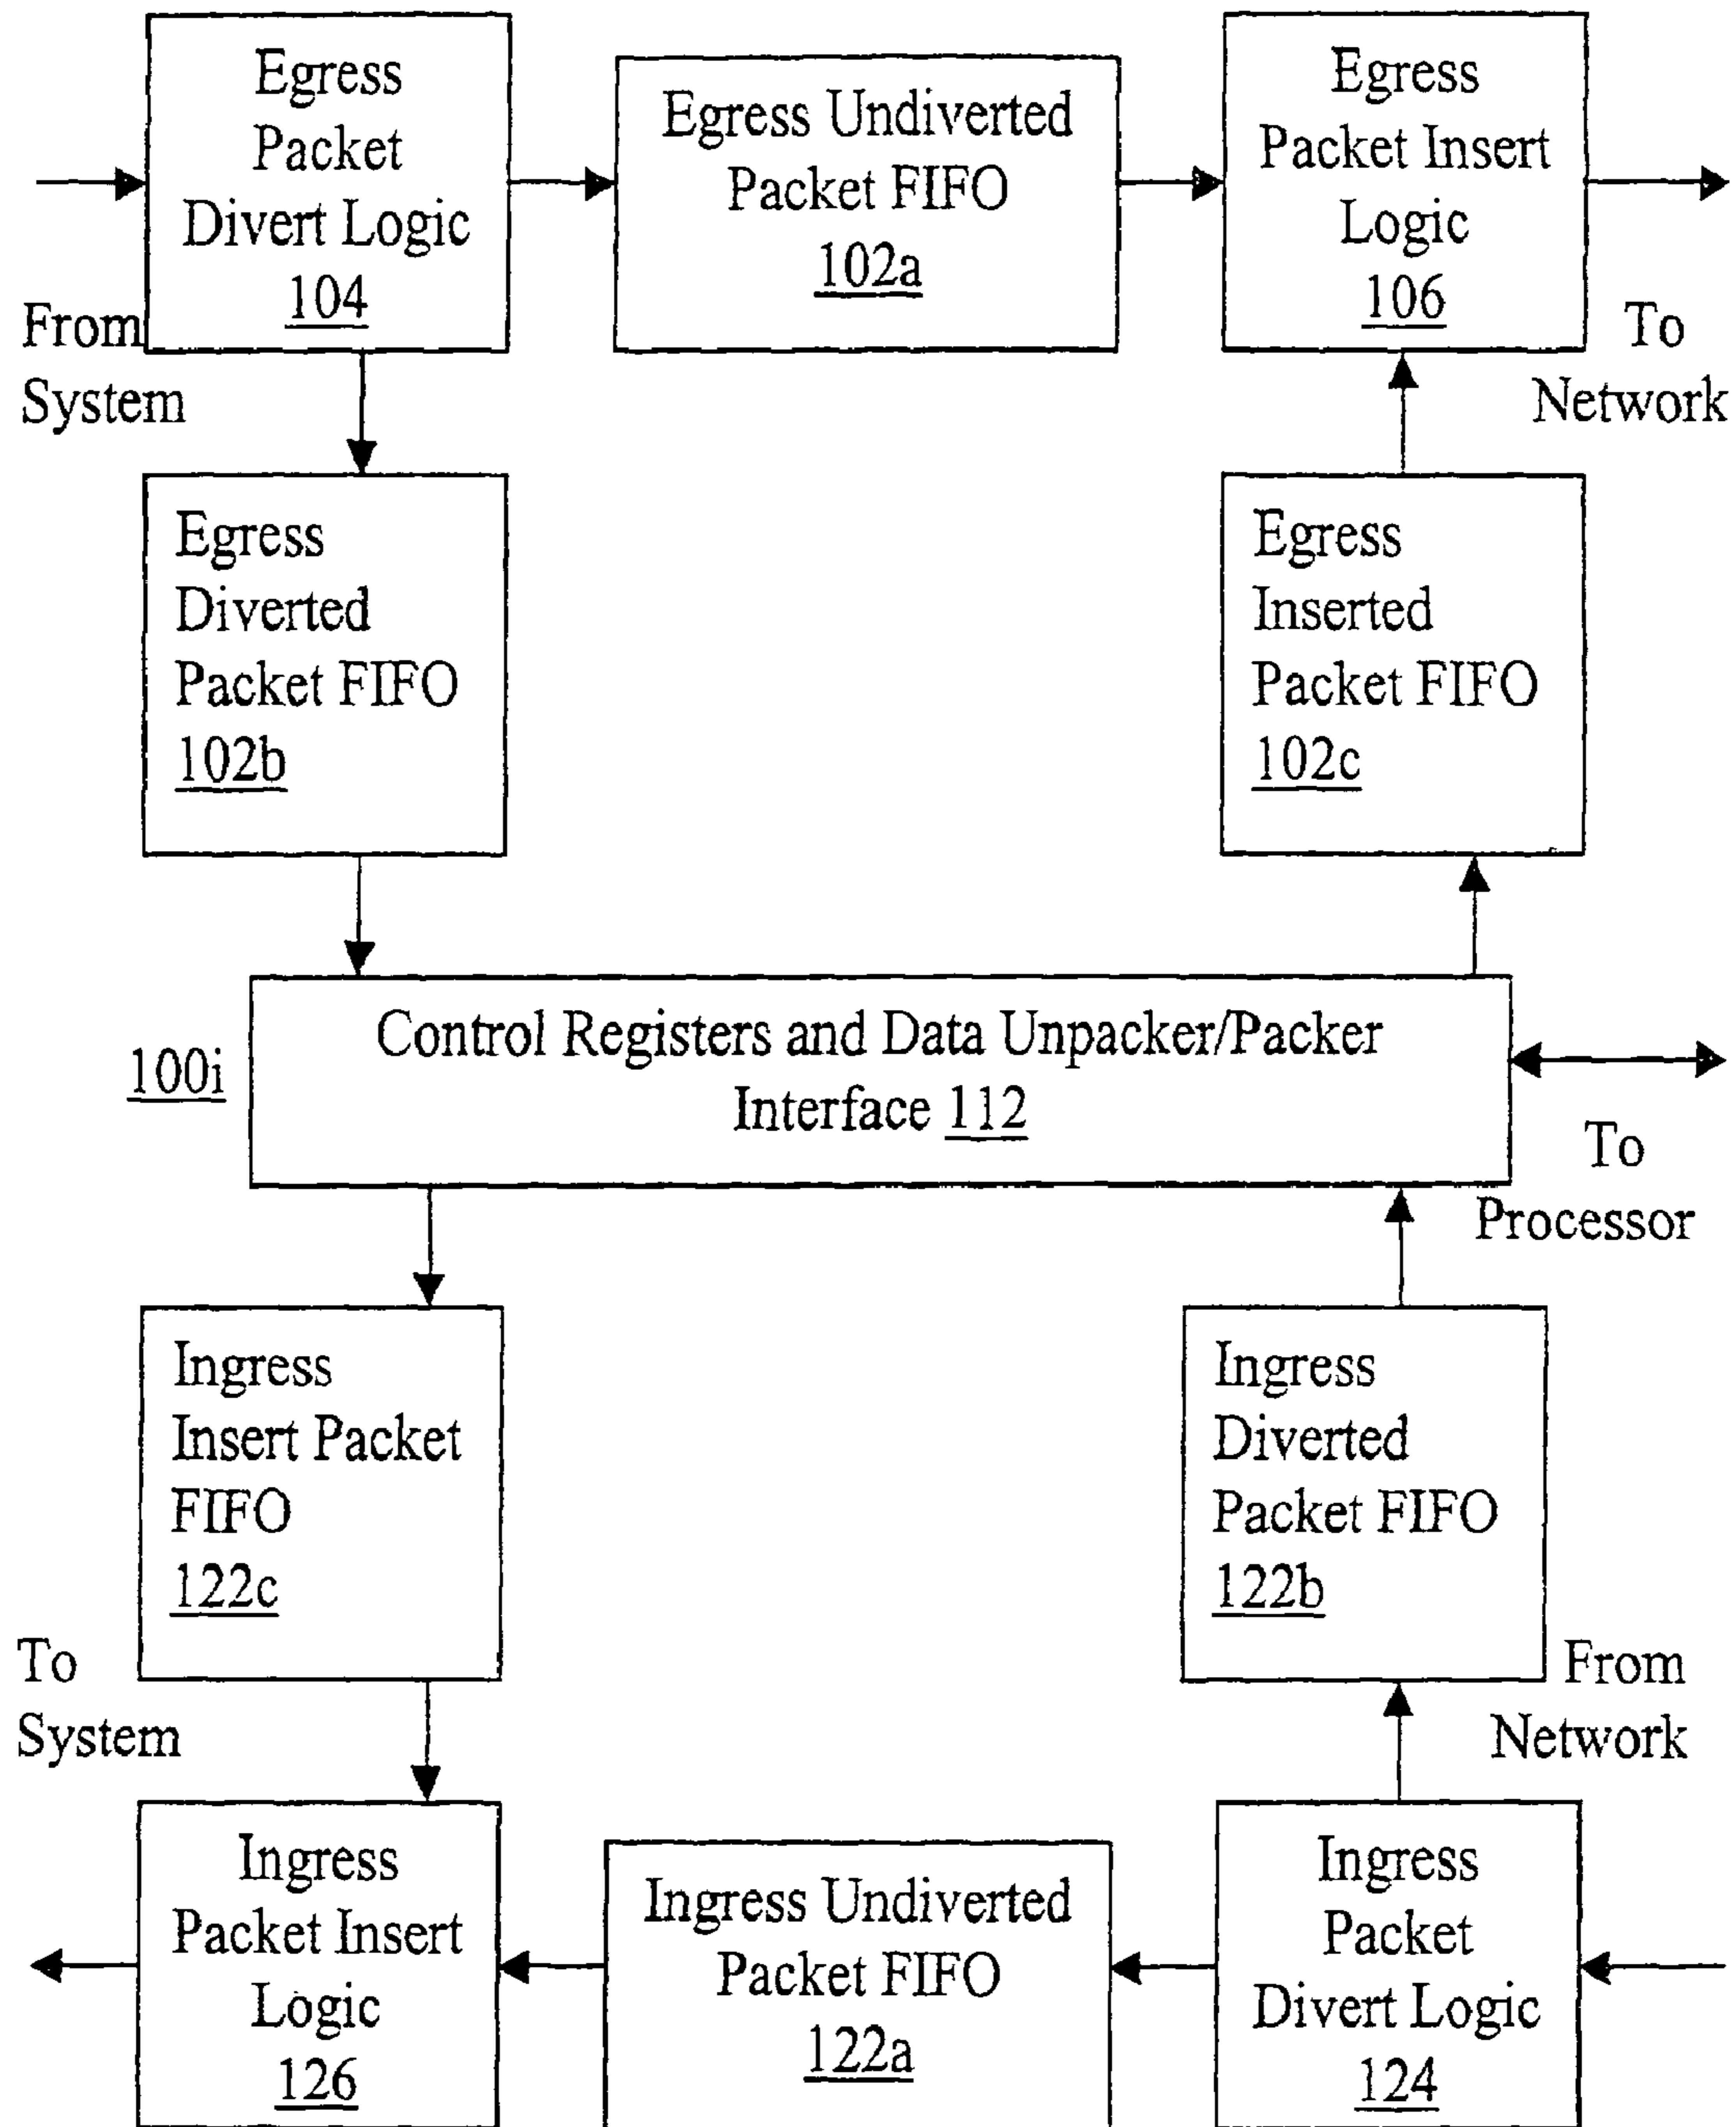 Egress
Packet
Divert Logic
104
Egress Undiverted
Packet FIFO
102a
Egress
Packet Insert
Logic
106
From
System
To
Network
Egress
Diverted
Packet FIFO
102b
Egress
Inserted
Packet FIFO
102c
100i
Control Registers and Data Unpacker/Packer
Interface 112
To
Processor
Ingress
Insert Packet
FIFO
122c
Ingress
Diverted
Packet FIFO
122b
To
System
From
Network
Ingress
Packet Insert
Logic
126
Ingress Undiverted
Packet FIFO
122a
Ingress
Packet
Divert Logic
124